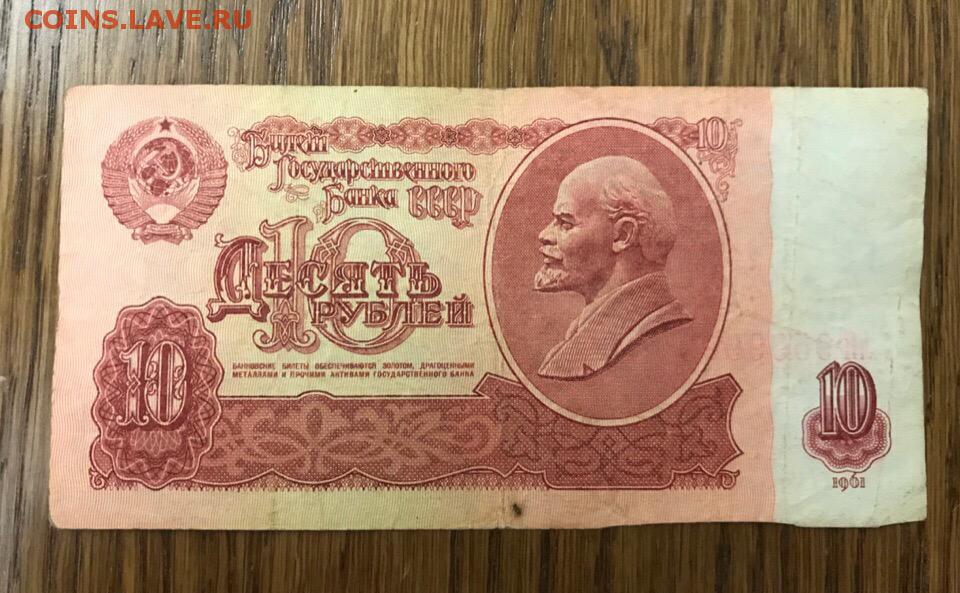 COINS.LAVE.RU
Билет
Государственного
Банка СССР
10
10
Десять
рублей
БАНКОВСКИЕ БИЛЕТЫ ОБЕСПЕЧИВАЮТСЯ ЗОЛОТОМ, ДРАГОЦЕННЫМИ
МЕТАЛЛАМИ И ПРОЧИМИ АКТИВАМИ ГОСУДАРСТВЕННОГО БАНКА
10
10
1961